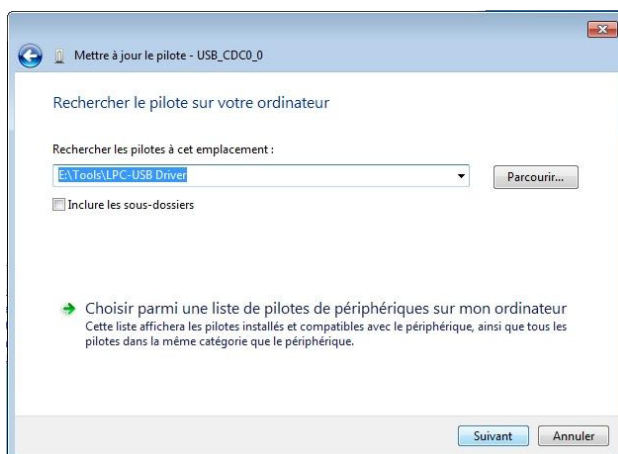 Mettre à jour le pilote - USB_CDC0_0
Rechercher le pilote sur votre ordinateur
Rechercher les pilotes à cet emplacement :
E:\Tools\LPC-USB Driver
Parcourir...
Inclure les sous-dossiers
Choisir parmi une liste de pilotes de périphériques sur mon ordinateur
Cette liste affichera les pilotes installés et compatibles avec le périphérique, ainsi que tous les
pilotes dans la même catégorie que le périphérique.
Suivant
Annuler